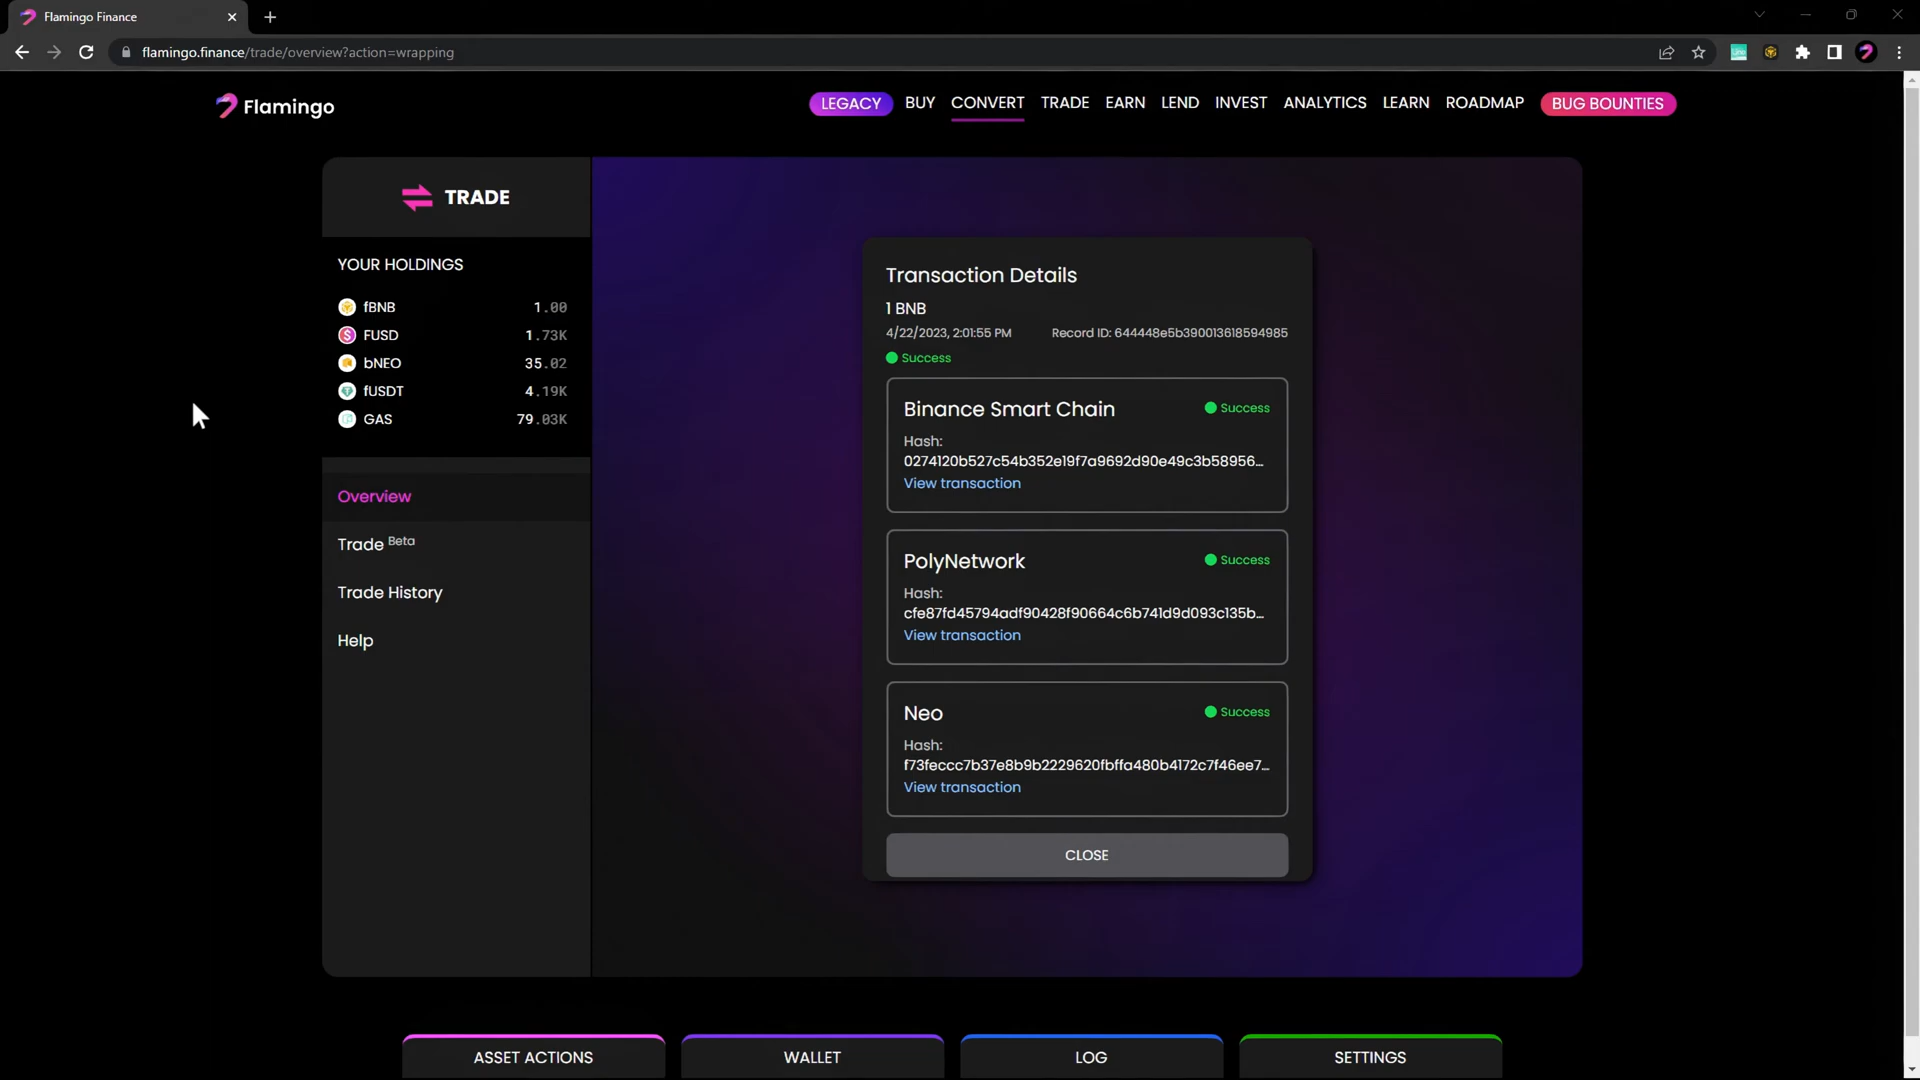 Flamingo Finance
flamingo.finance/trade/overview?action=wrapping
Flamingo
LEGACY BUY CONVERT TRADE EARN LEND INVEST ANALYTICS LEARN ROADMAP BUG BOUNTIES
TRADE
YOUR HOLDINGS
fBNB 1.00
FUSD 1.73K
bNEO 35.02
fUSDT 4.19K
GAS 79.03K
Overview
Trade Beta
Trade History
Help
Transaction Details
1 BNB
4/22/2023, 2:01:55 PM Record ID: 644448e5b390013618594985
Success
Binance Smart Chain Success
Hash:
0274120b527c54b352e19f7a9692d90e49c3b58956...
View transaction
PolyNetwork Success
Hash:
cfe87fd45794adf90428f90664c6b741d9d093c135b...
View transaction
Neo Success
Hash:
f73feccc7b37e8b9b2229620fbffa480b4172c7f46ee7...
View transaction
CLOSE
ASSET ACTIONS WALLET LOG SETTINGS